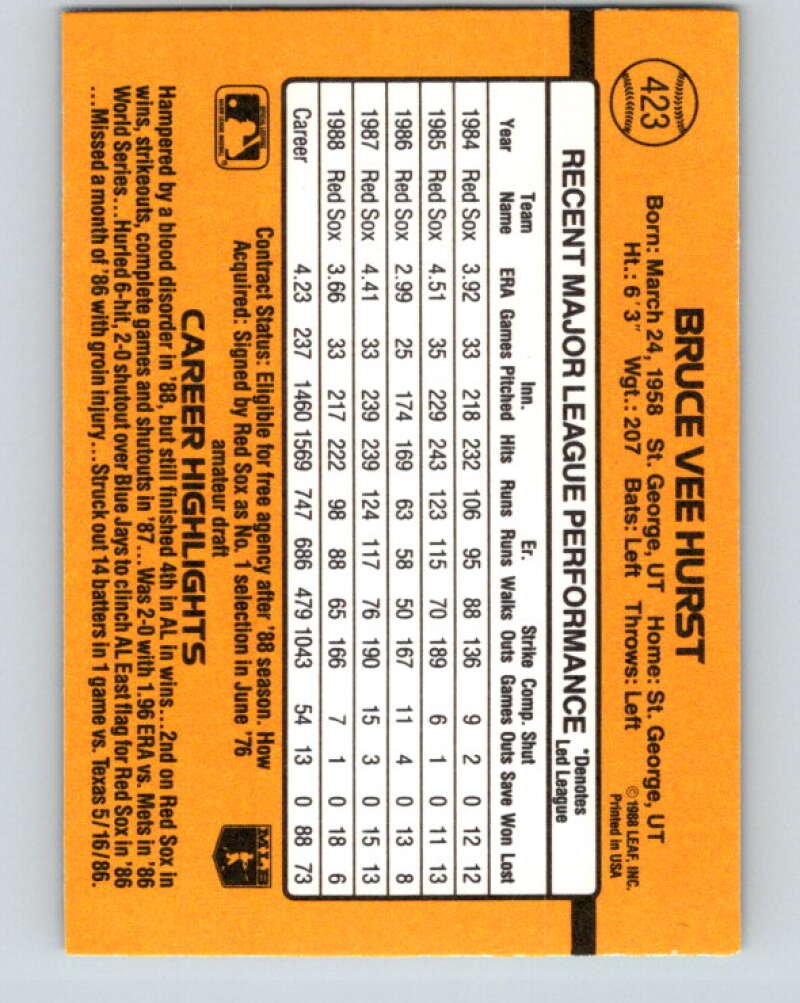 423
BRUCE VEE HURST
Born: March 24, 1958 St. George, UT Home: St. George, UT
Ht.: 6'3" Wgt.: 207 Bats: Left Throws: Left
© 1988 LEAF, INC.
Printed in USA
RECENT MAJOR LEAGUE PERFORMANCE
*Denotes
Led League
Team Inn. Er. Strike Comp. Shut
Year Name ERA Games Pitched Hits Runs Runs Walks Outs Games Outs Save Won Lost
1984 Red Sox 3.92 33 218 232 106 95 88 136 9 2 0 12 12
1985 Red Sox 4.51 35 229 243 123 115 70 189 6 1 0 11 13
1986 Red Sox 2.99 25 174 169 63 58 50 167 11 4 0 13 8
1987 Red Sox 4.41 33 239 239 124 117 76 190 15 3 0 15 13
1988 Red Sox 3.66 33 217 222 98 88 65 166 7 1 0 18 6
Career 4.23 237 1460 1569 747 686 479 1043 54 13 0 88 73
Contract Status: Eligible for free agency after '88 season. How
Acquired: Signed by Red Sox as No. 1 selection in June '76
amateur draft
MLB
CAREER HIGHLIGHTS
Hampered by a blood disorder in '88, but still finished 4th in AL in wins...2nd on Red Sox in
wins, strikeouts, complete games and shutouts in '87...Was 2-0 with 1.96 ERA vs. Mets in '86
World Series...Hurled 6-hit, 2-0 shutout over Blue Jays to clinch AL East flag for Red Sox in '86
...Missed a month of '86 with groin injury...Struck out 14 batters in 1 game vs. Texas 5/16/86.